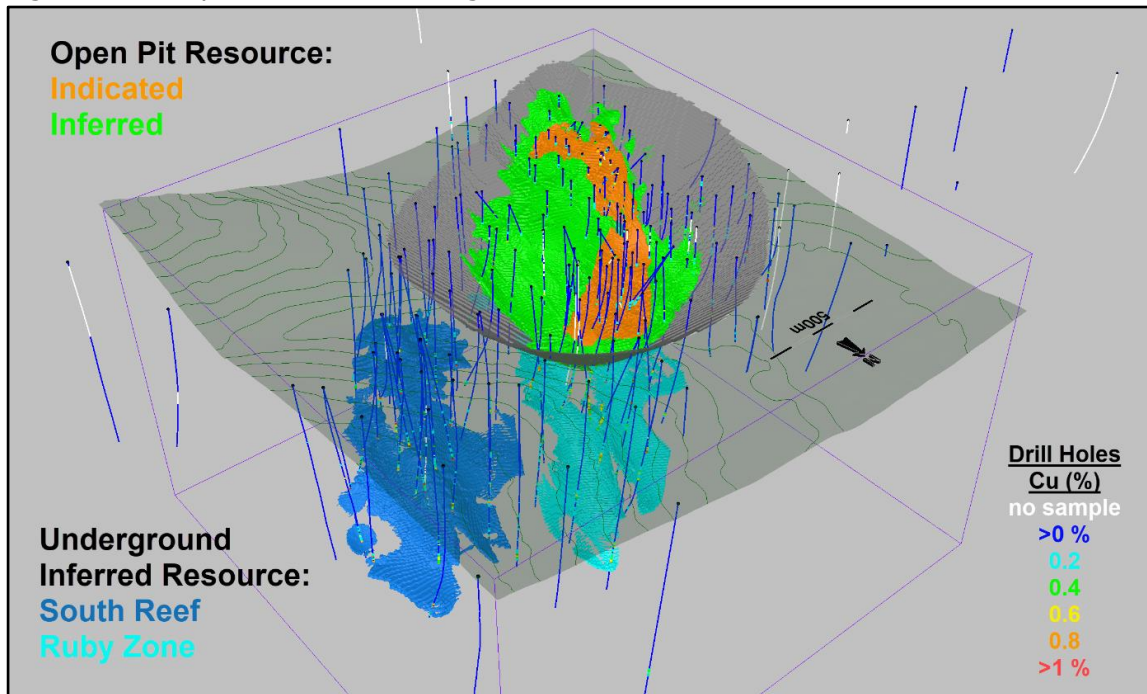 Open Pit Resource:
Indicated
Inferred
500m
N
Underground
Inferred Resource:
South Reef
Ruby Zone
Drill Holes
Cu (%)
no sample
>0 %
0.2
0.4
0.6
0.8
>1 %